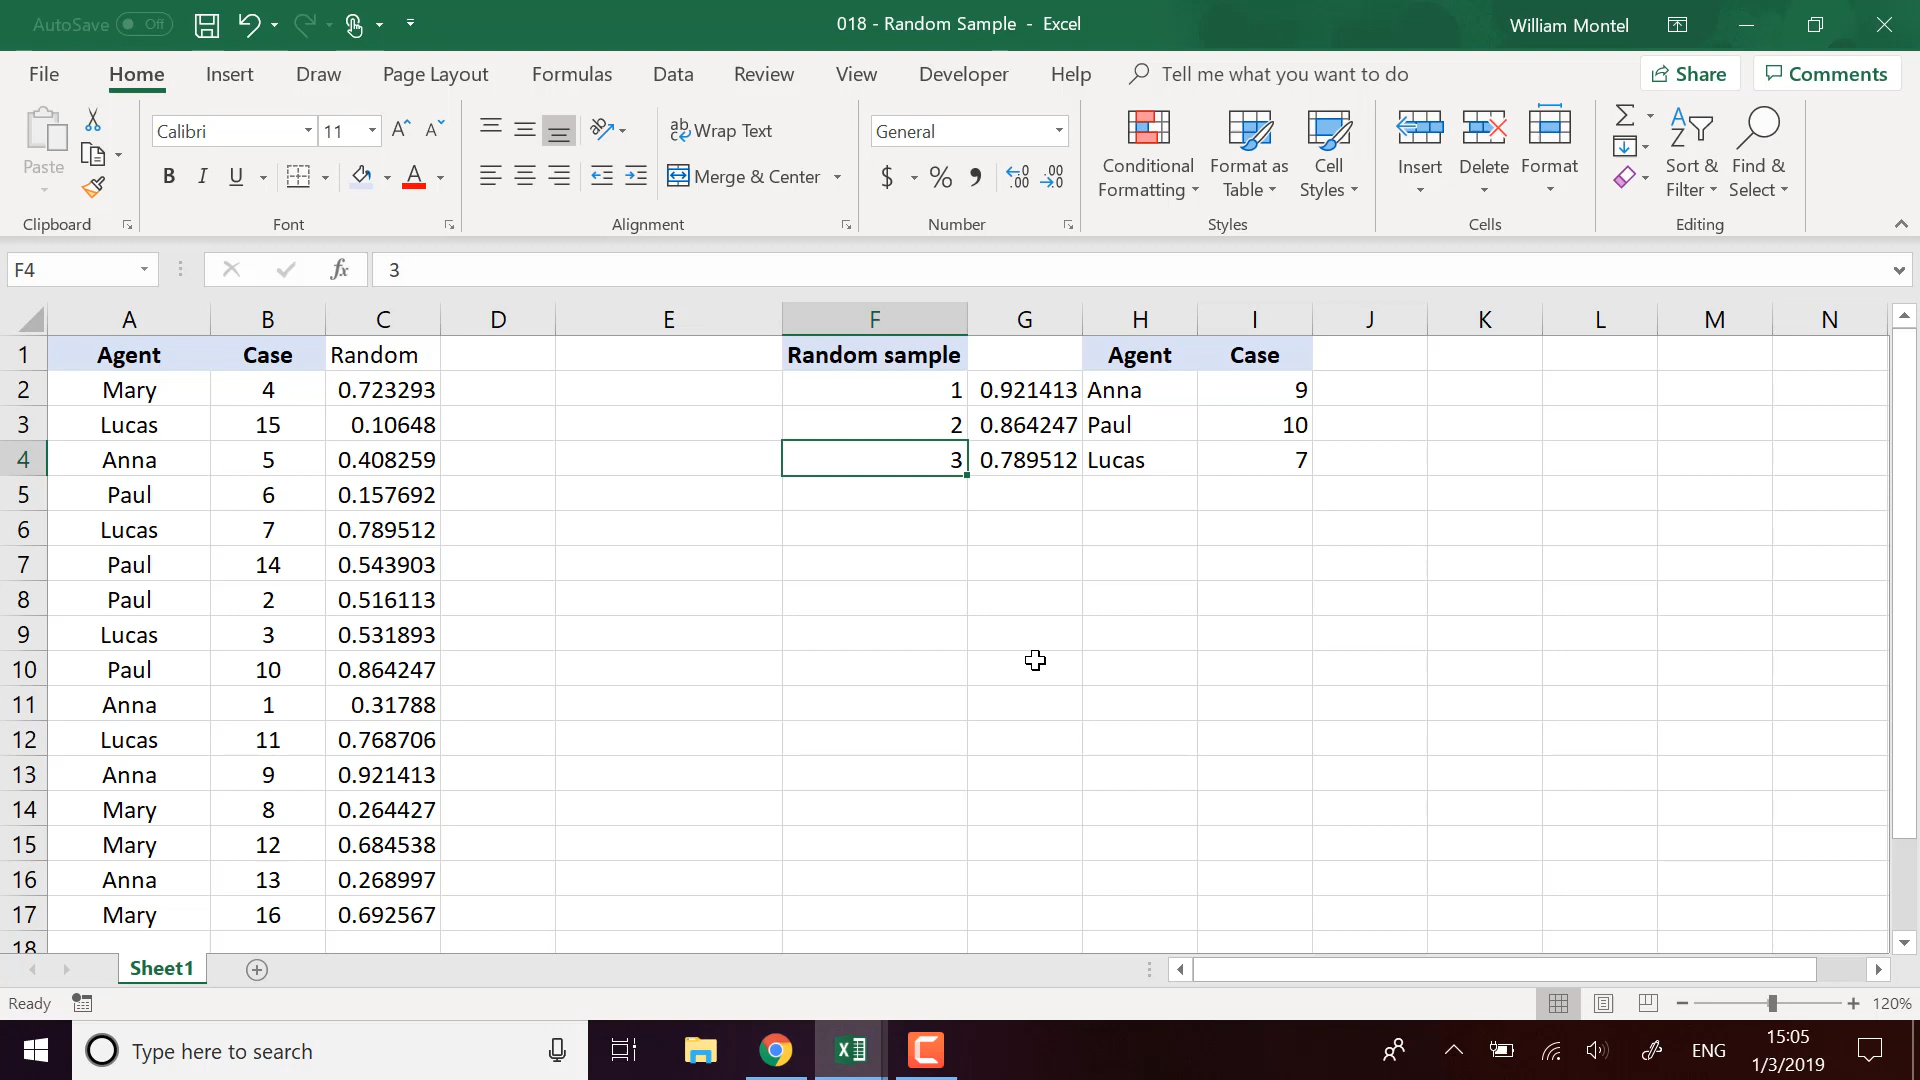 AutoSave Off
018 - Random Sample - Excel
William Montel
File Home Insert Draw Page Layout Formulas Data Review View Developer Help Tell me what you want to do Share Comments
Paste
Clipboard
Calibri 11
B I U A
Font
ab Wrap Text
Merge & Center
Alignment
General
$ % , .00 .00
Number
Conditional Formatting
Format as Table
Cell Styles
Styles
Insert Delete Format
Cells
Sort & Filter
Find & Select
Editing
F4 fx 3
A B C D E F G H I J K L M N
1 Agent Case Random Random sample Agent Case
2 Mary 4 0.723293 1 0.921413 Anna 9
3 Lucas 15 0.10648 2 0.864247 Paul 10
4 Anna 5 0.408259 3 0.789512 Lucas 7
5 Paul 6 0.157692
6 Lucas 7 0.789512
7 Paul 14 0.543903
8 Paul 2 0.516113
9 Lucas 3 0.531893
10 Paul 10 0.864247
11 Anna 1 0.31788
12 Lucas 11 0.768706
13 Anna 9 0.921413
14 Mary 8 0.264427
15 Mary 12 0.684538
16 Anna 13 0.268997
17 Mary 16 0.692567
18
Sheet1
Ready 120%
Type here to search
ENG
15:05
1/3/2019